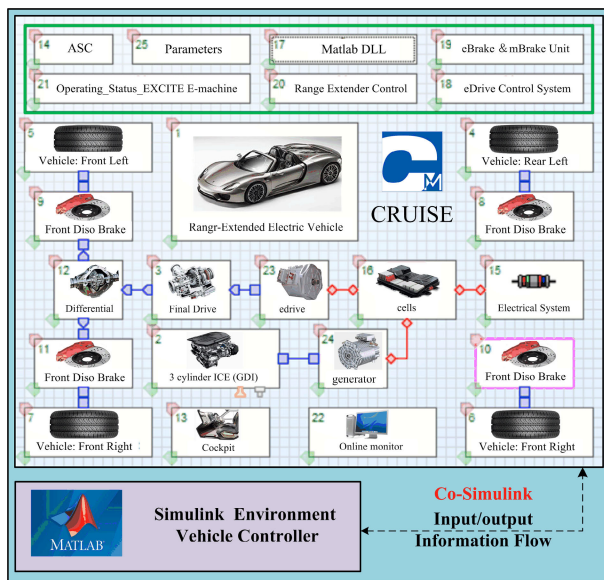 14 ASC
25 Parameters
17 Matlab DLL
19 eBrake & mBrake Unit
21 Operating_Status_EXCITE E-machine
20 Range Extender Control
18 eDrive Control System
5 Vehicle: Front Left
1 Rangr-Extended Electric Vehicle
CM
CRUISE
4 Vehicle: Rear Left
9 Front Diso Brake
8 Front Diso Brake
12 Differential
3 Final Drive
23 edrive
16 cells
15 Electrical System
11 Front Diso Brake
2 3 cylinder ICE (GDI)
24 generator
10 Front Diso Brake
7 Vehicle: Front Right
13 Cockpit
22 Online monitor
6 Vehicle: Front Right
MATLAB
Simulink Environment
Vehicle Controller
Co-Simulink
Input/output
Information Flow